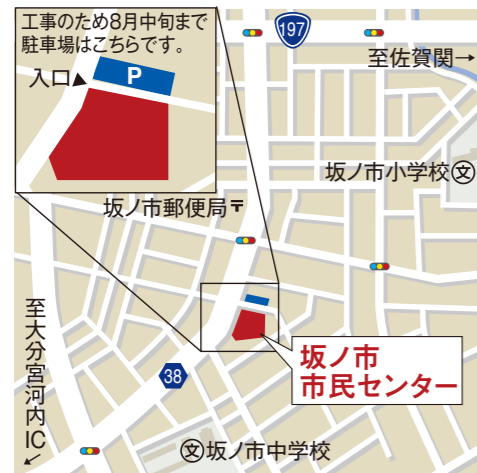 工事のため8月中旬まで
駐車場はこちらです。
入口
P
197
至佐賀関→
坂ノ市小学校文
坂ノ市郵便局〒
坂ノ市
市民センター
38
至大分宮河内IC
文坂ノ市中学校